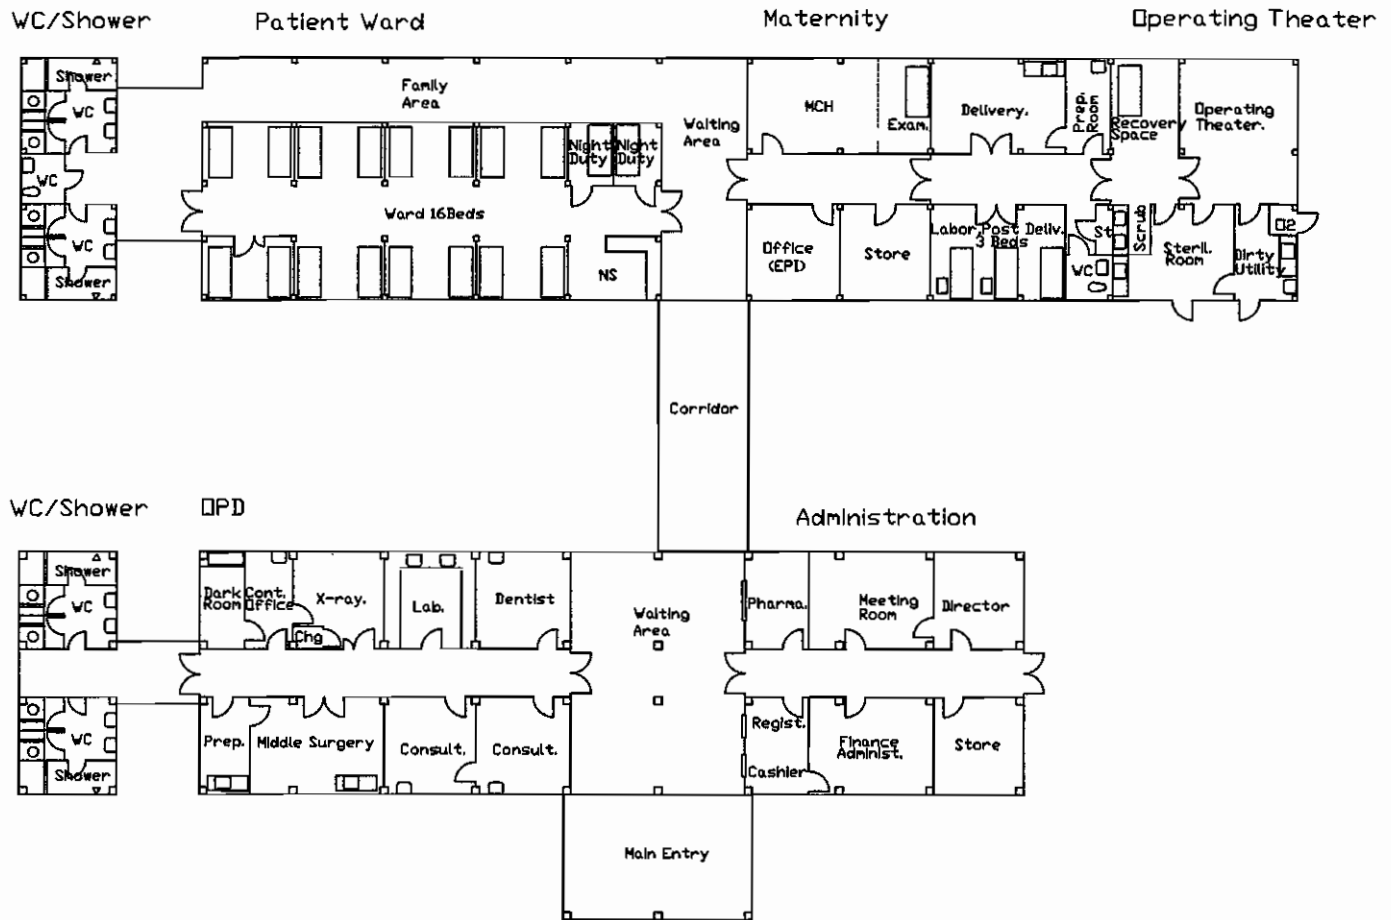 WC/Shower
Patient Ward
Maternity
Operating Theater
Shower
WC
WC
WC
Shower
Family
Area
Waiting
Area
Night
Duty
Night
Duty
Ward 16Beds
NS
MCH
Exam.
Delivery.
Prep.
Room
Recovery
Space
Operating
Theater.
Office
(EPI)
Store
Labor,Post Deliv.
3 Beds
St
WC
Scrub
Steril.
Room
O2
Dirty
Utility
Corridor
WC/Shower
OPD
Administration
Shower
WC
WC
Shower
Dark
Room
Cont.
Office
X-ray.
Chg
Lab.
Dentist
Waiting
Area
Pharma.
Meeting
Room
Director
Prep.
Middle Surgery
Consult.
Consult.
Regist.
Cashier
Finance
Administ.
Store
Main Entry